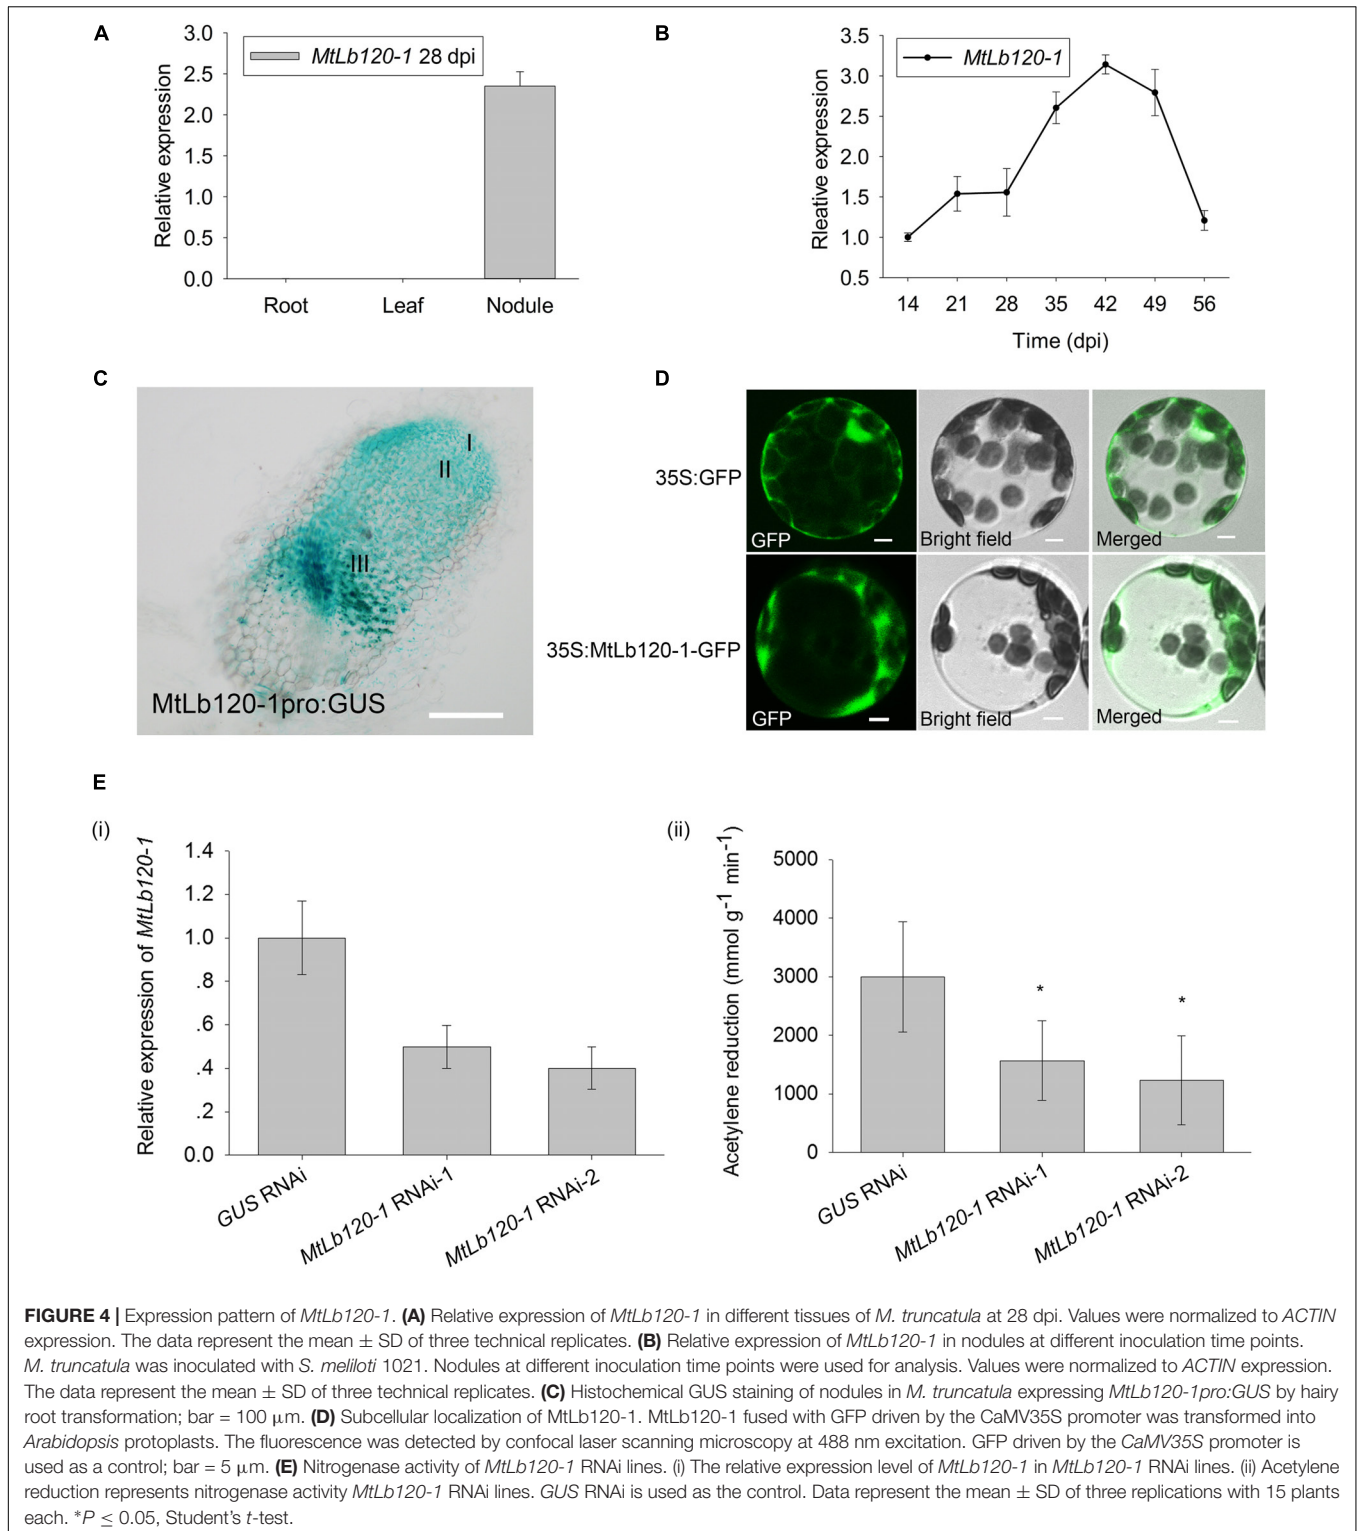 A
3.0
2.5
2.0
1.5
1.0
0.5
0.0
Relative expression
MtLb120-1 28 dpi
Root Leaf Nodule
B
3.5
3.0
2.5
2.0
1.5
1.0
0.5
Rleative expression
MtLb120-1
14 21 28 35 42 49 56
Time (dpi)
C
I
II
III
MtLb120-1pro:GUS
D
35S:GFP
GFP Bright field Merged
35S:MtLb120-1-GFP
GFP Bright field Merged
E
(i)
Relative expression of MtLb120-1
1.4
1.2
1.0
.8
.6
.4
.2
0.0
GUS RNAi
MtLb120-1 RNAi-1
MtLb120-1 RNAi-2
(ii)
Acetylene reduction (mmol g-1 min-1)
5000
4000
3000
2000
1000
0
*
*
GUS RNAi
MtLb120-1 RNAi-1
MtLb120-1 RNAi-2
FIGURE 4 | Expression pattern of MtLb120-1. (A) Relative expression of MtLb120-1 in different tissues of M. truncatula at 28 dpi. Values were normalized to ACTIN
expression. The data represent the mean ± SD of three technical replicates. (B) Relative expression of MtLb120-1 in nodules at different inoculation time points.
M. truncatula was inoculated with S. meliloti 1021. Nodules at different inoculation time points were used for analysis. Values were normalized to ACTIN expression.
The data represent the mean ± SD of three technical replicates. (C) Histochemical GUS staining of nodules in M. truncatula expressing MtLb120-1pro:GUS by hairy
root transformation; bar = 100 μm. (D) Subcellular localization of MtLb120-1. MtLb120-1 fused with GFP driven by the CaMV35S promoter was transformed into
Arabidopsis protoplasts. The fluorescence was detected by confocal laser scanning microscopy at 488 nm excitation. GFP driven by the CaMV35S promoter is
used as a control; bar = 5 μm. (E) Nitrogenase activity of MtLb120-1 RNAi lines. (i) The relative expression level of MtLb120-1 in MtLb120-1 RNAi lines. (ii) Acetylene
reduction represents nitrogenase activity MtLb120-1 RNAi lines. GUS RNAi is used as the control. Data represent the mean ± SD of three replications with 15 plants
each. *P ≤ 0.05, Student's t-test.